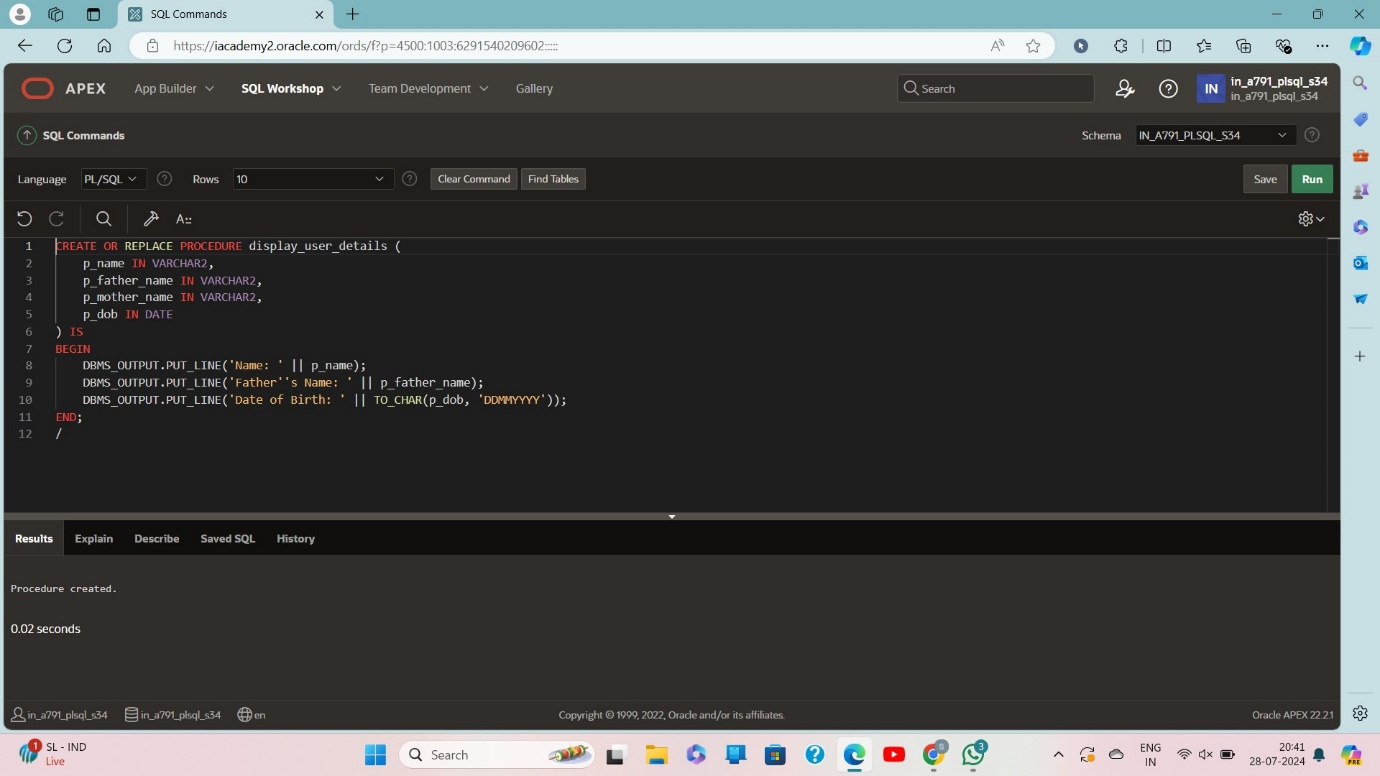 SQL Commands
https://iacademy2.oracle.com/ords/f?p=4500:1003:6291540209602:::::
APEX App Builder SQL Workshop Team Development Gallery Search IN in_a791_plsql_s34
in_a791_plsql_s34
SQL Commands Schema IN_A791_PLSQL_S34
Language PL/SQL Rows 10 Clear Command Find Tables Save Run
A::
1 CREATE OR REPLACE PROCEDURE display_user_details (
2 p_name IN VARCHAR2,
3 p_father_name IN VARCHAR2,
4 p_mother_name IN VARCHAR2,
5 p_dob IN DATE
6 ) IS
7 BEGIN
8 DBMS_OUTPUT.PUT_LINE('Name: ' || p_name);
9 DBMS_OUTPUT.PUT_LINE('Father''s Name: ' || p_father_name);
10 DBMS_OUTPUT.PUT_LINE('Date of Birth: ' || TO_CHAR(p_dob, 'DDMMYYYY'));
11 END;
12 /
Results Explain Describe Saved SQL History
Procedure created.
0.02 seconds
in_a791_plsql_s34 in_a791_plsql_s34 en Copyright © 1999, 2022, Oracle and/or its affiliates. Oracle APEX 22.2.1
1 SL - IND
Live
Search
S 3
ENG
IN
20:41
28-07-2024
PRE